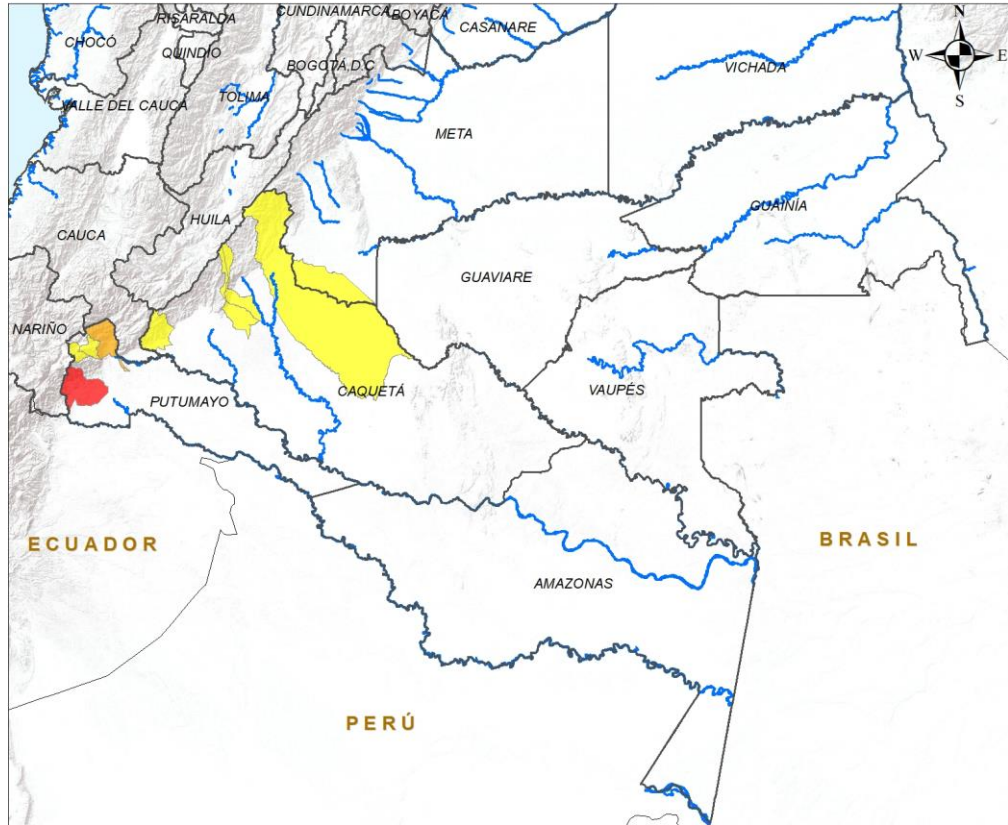 RISARALDA
CUNDINAMARCA
BOYACÁ
CASANARE
N
CHOCÓ
QUINDÍO
BOGOTÁ D.C
VICHADA
W
E
S
VALLE DEL CAUCA
TOLIMA
META
HUILA
GUAINÍA
CAUCA
GUAVIARE
NARIÑO
CAQUETÁ
VAUPÉS
PUTUMAYO
ECUADOR
BRASIL
AMAZONAS
PERÚ